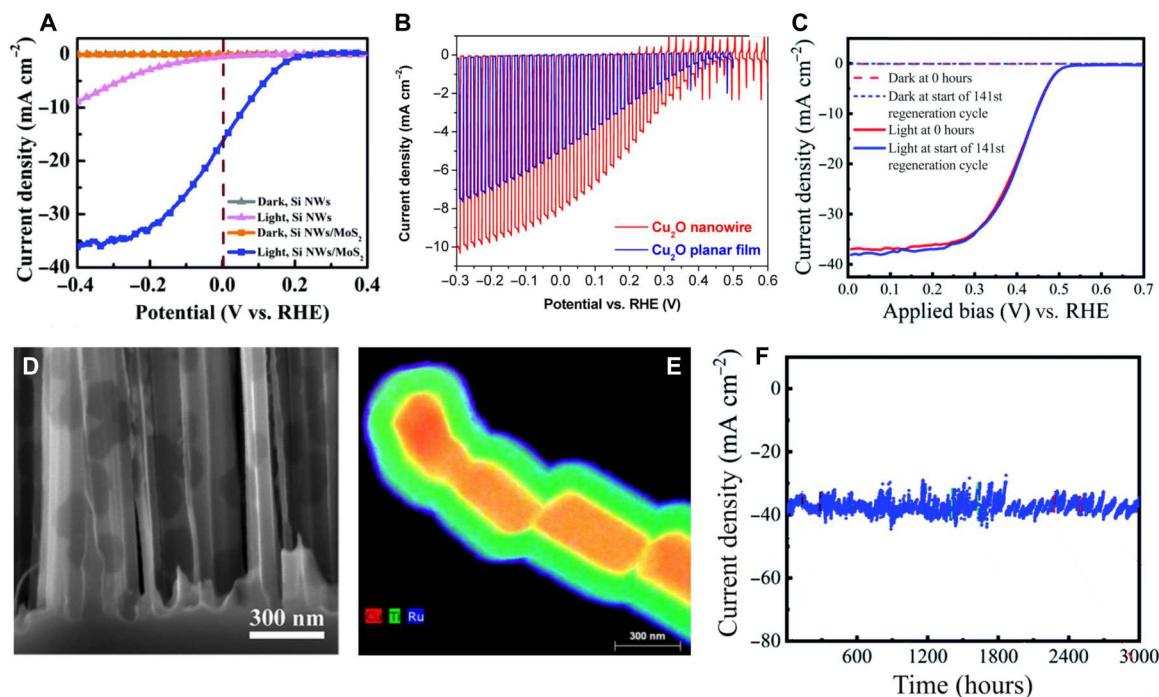 A
Current density (mA cm⁻²)
0
−10
−20
−30
−40
Dark, Si NWs
Light, Si NWs
Dark, Si NWs/MoS₂
Light, Si NWs/MoS₂
−0.4 −0.2 0.0 0.2 0.4
Potential (V vs. RHE)
B
Current density (mA cm⁻²)
0
−2
−4
−6
−8
−10
Cu₂O nanowire
Cu₂O planar film
−0.3 −0.2 −0.1 0.0 0.1 0.2 0.3 0.4 0.5 0.6
Potential vs. RHE (V)
C
Current density (mA cm⁻²)
0
−10
−20
−30
−40
Dark at 0 hours
Dark at start of 141st
regeneration cycle
Light at 0 hours
Light at start of 141st
regeneration cycle
0.0 0.1 0.2 0.3 0.4 0.5 0.6 0.7
Applied bias (V) vs. RHE
D
300 nm
E
Cu Ti Ru
300 nm
F
Current density (mA cm⁻²)
0
−20
−40
−60
−80
600 1200 1800 2400 3000
Time (hours)